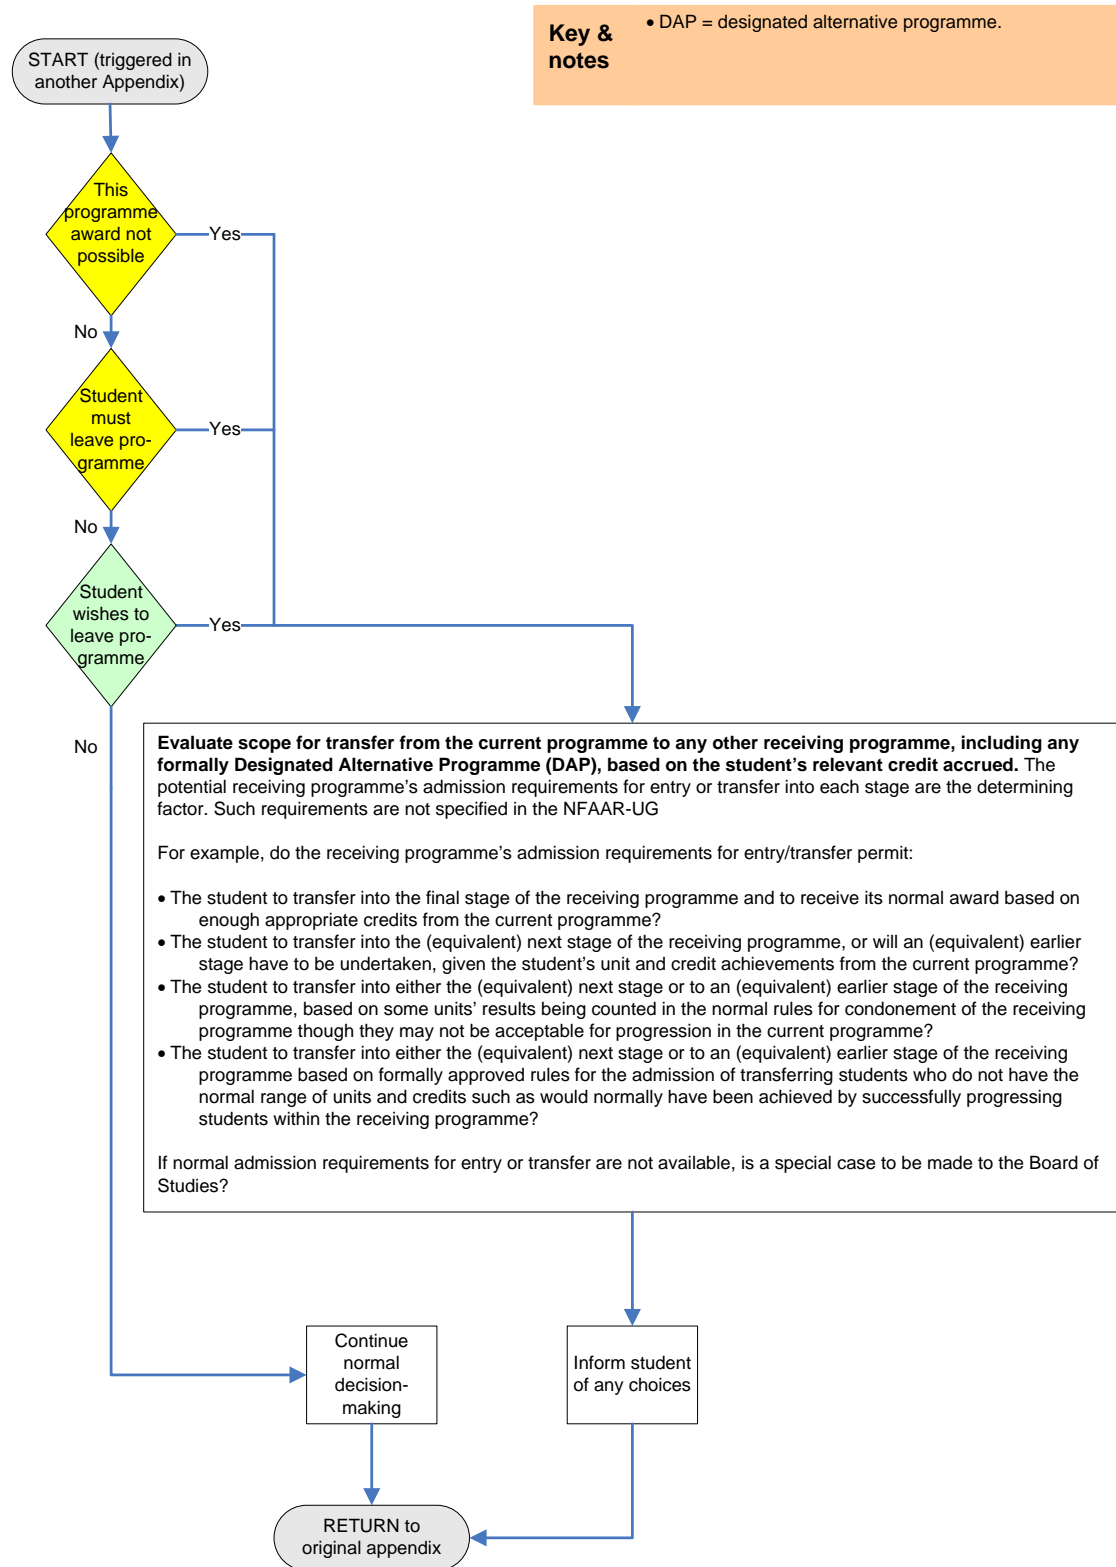 Key &
notes
• DAP = designated alternative programme.
START (triggered in
another Appendix)
This
programme
award not
possible
Yes
No
Student
must
leave pro-
gramme
Yes
No
Student
wishes to
leave pro-
gramme
Yes
No
Evaluate scope for transfer from the current programme to any other receiving programme, including any
formally Designated Alternative Programme (DAP), based on the student’s relevant credit accrued. The
potential receiving programme’s admission requirements for entry or transfer into each stage are the determining
factor. Such requirements are not specified in the NFAAR-UG
For example, do the receiving programme’s admission requirements for entry/transfer permit:
• The student to transfer into the final stage of the receiving programme and to receive its normal award based on
enough appropriate credits from the current programme?
• The student to transfer into the (equivalent) next stage of the receiving programme, or will an (equivalent) earlier
stage have to be undertaken, given the student’s unit and credit achievements from the current programme?
• The student to transfer into either the (equivalent) next stage or to an (equivalent) earlier stage of the receiving
programme, based on some units’ results being counted in the normal rules for condonement of the receiving
programme though they may not be acceptable for progression in the current programme?
• The student to transfer into either the (equivalent) next stage or to an (equivalent) earlier stage of the receiving
programme based on formally approved rules for the admission of transferring students who do not have the
normal range of units and credits such as would normally have been achieved by successfully progressing
students within the receiving programme?
If normal admission requirements for entry or transfer are not available, is a special case to be made to the Board of
Studies?
Continue
normal
decision-
making
Inform student
of any choices
RETURN to
original appendix